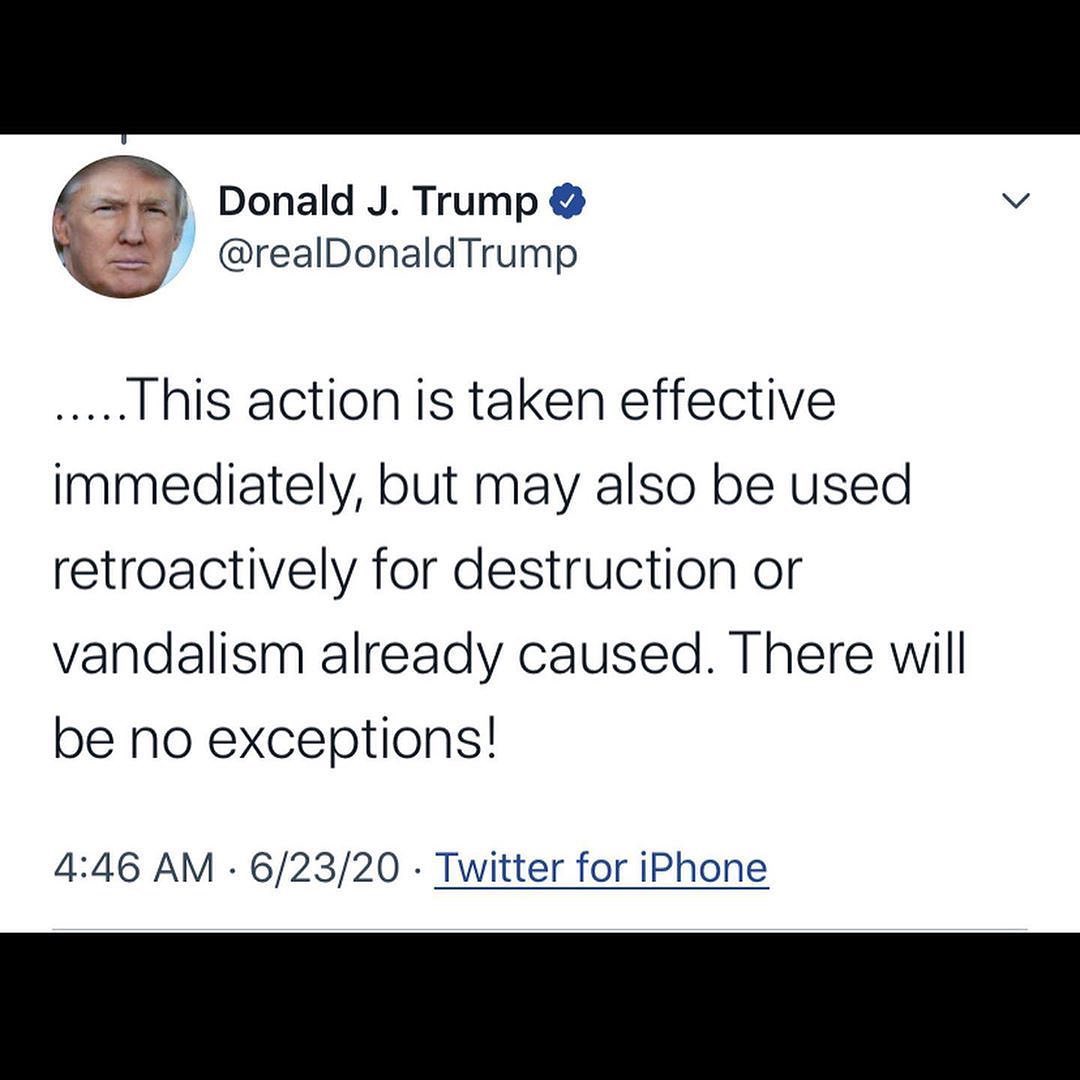 Donald J. Trump
@realDonaldTrump
.....This action is taken effective
immediately, but may also be used
retroactively for destruction or
vandalism already caused. There will
be no exceptions!
4:46 AM · 6/23/20 · Twitter for iPhone